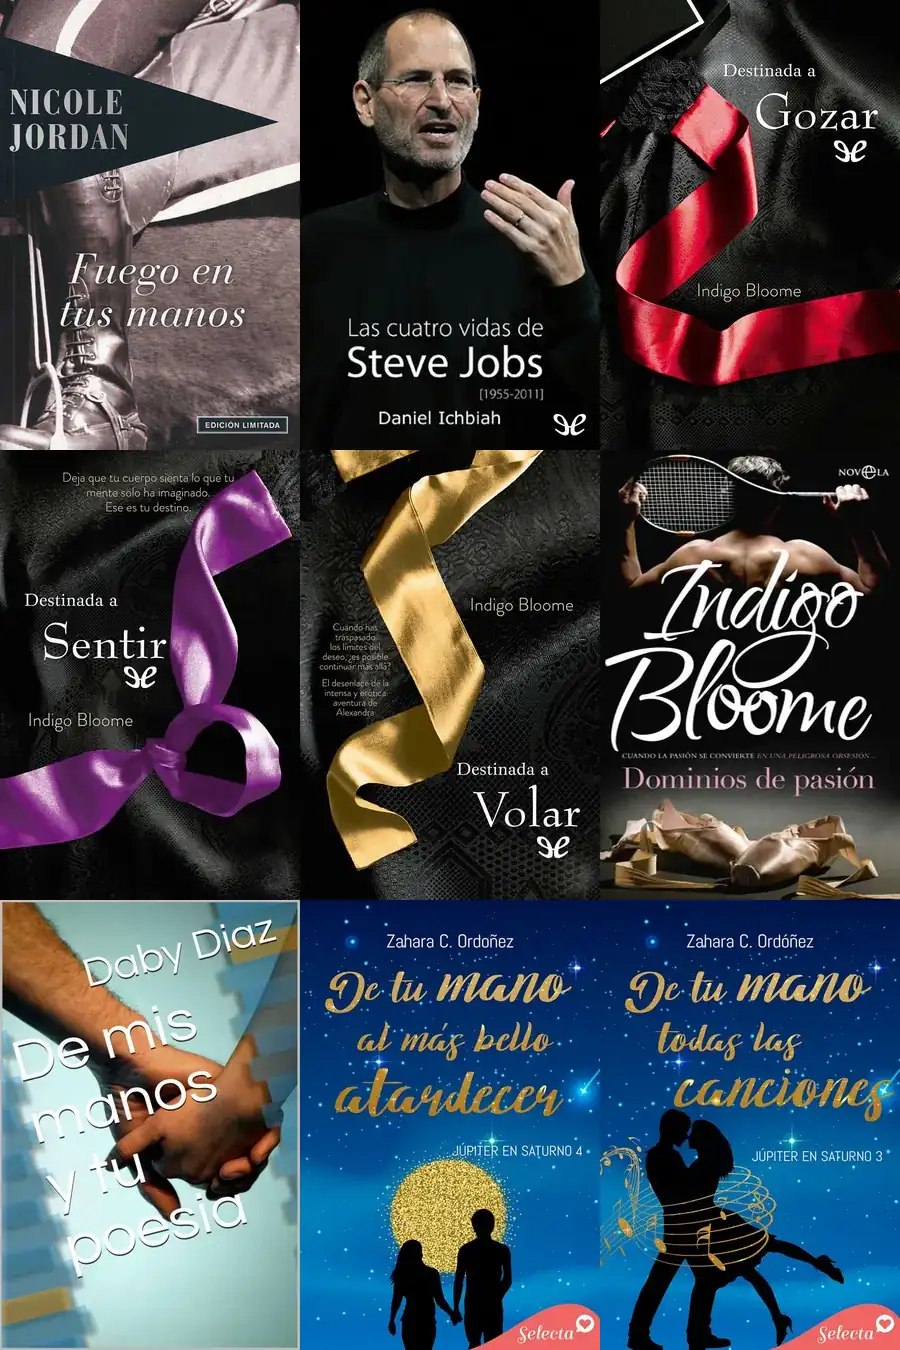 NICOLE
JORDAN
Fuego en
tus manos
EDICIÓN LIMITADA
Las cuatro vidas de
Steve Jobs
[1955-2011]
Daniel Ichbiah
Destinada a
Gozar
Indigo Bloome
Deja que tu cuerpo sienta lo que tu
mente sólo ha imaginado.
Ese es tu destino.
Destinada a
Sentir
Indigo Bloome
Indigo Bloome
Cuando has
traspasado
los límites del
deseo, ¿es posible
continuar más allá?
El desenlace de la
intensa y erótica
aventura de
Alexandra
Destinada a
Volar
NOVELA
Indigo
Bloome
CUANDO LA PASIÓN SE CONVIERTE EN UNA PELIGROSA OBSESIÓN...
Dominios de pasión
Daby Diaz
De mis
manos
y tu
poesia
Zahara C. Ordoñez
De tu mano
al más bello
atardecer
JÚPITER EN SATURNO 4
Selecta
Zahara C. Ordóñez
De tu mano
todas las
canciones
JÚPITER EN SATURNO 3
Selecta